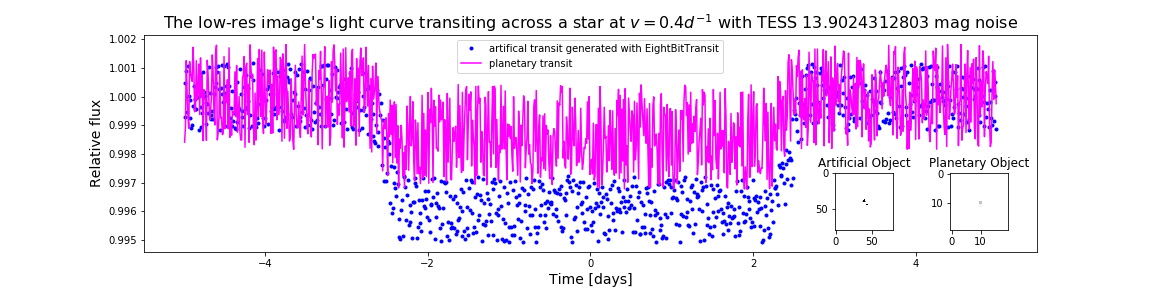 The low-res image's light curve transiting across a star at v = 0.4d⁻¹ with TESS 13.9024312803 mag noise
artifical transit generated with EightBitTransit
planetary transit
Relative flux
1.002
1.001
1.000
0.999
0.998
0.997
0.996
0.995
Artificial Object
0
50
0 50
Planetary Object
0
10
0 10
−4 −2 0 2 4
Time [days]